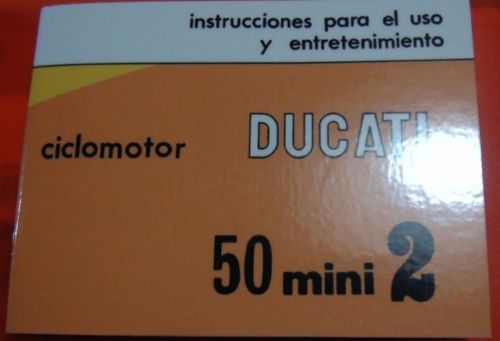 instrucciones para el uso
y entretenimiento
ciclomotor DUCATI
50 mini 2